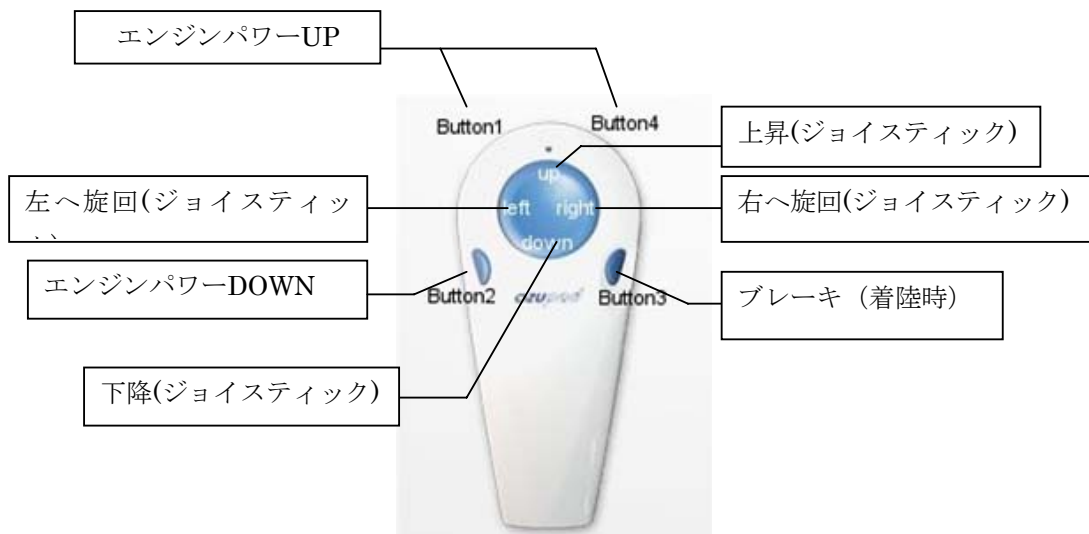 エンジンパワーUP
Button1
Button4
上昇(ジョイスティック)
up
左へ旋回(ジョイスティッ
left
right
右へ旋回(ジョイスティック)
down
エンジンパワーDOWN
Button2
Button3
ブレーキ（着陸時）
下降(ジョイスティック)